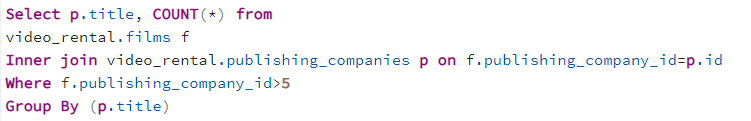 Select p.title, COUNT(*) from
video_rental.films f
Inner join video_rental.publishing_companies p on f.publishing_company_id=p.id
Where f.publishing_company_id>5
Group By (p.title)